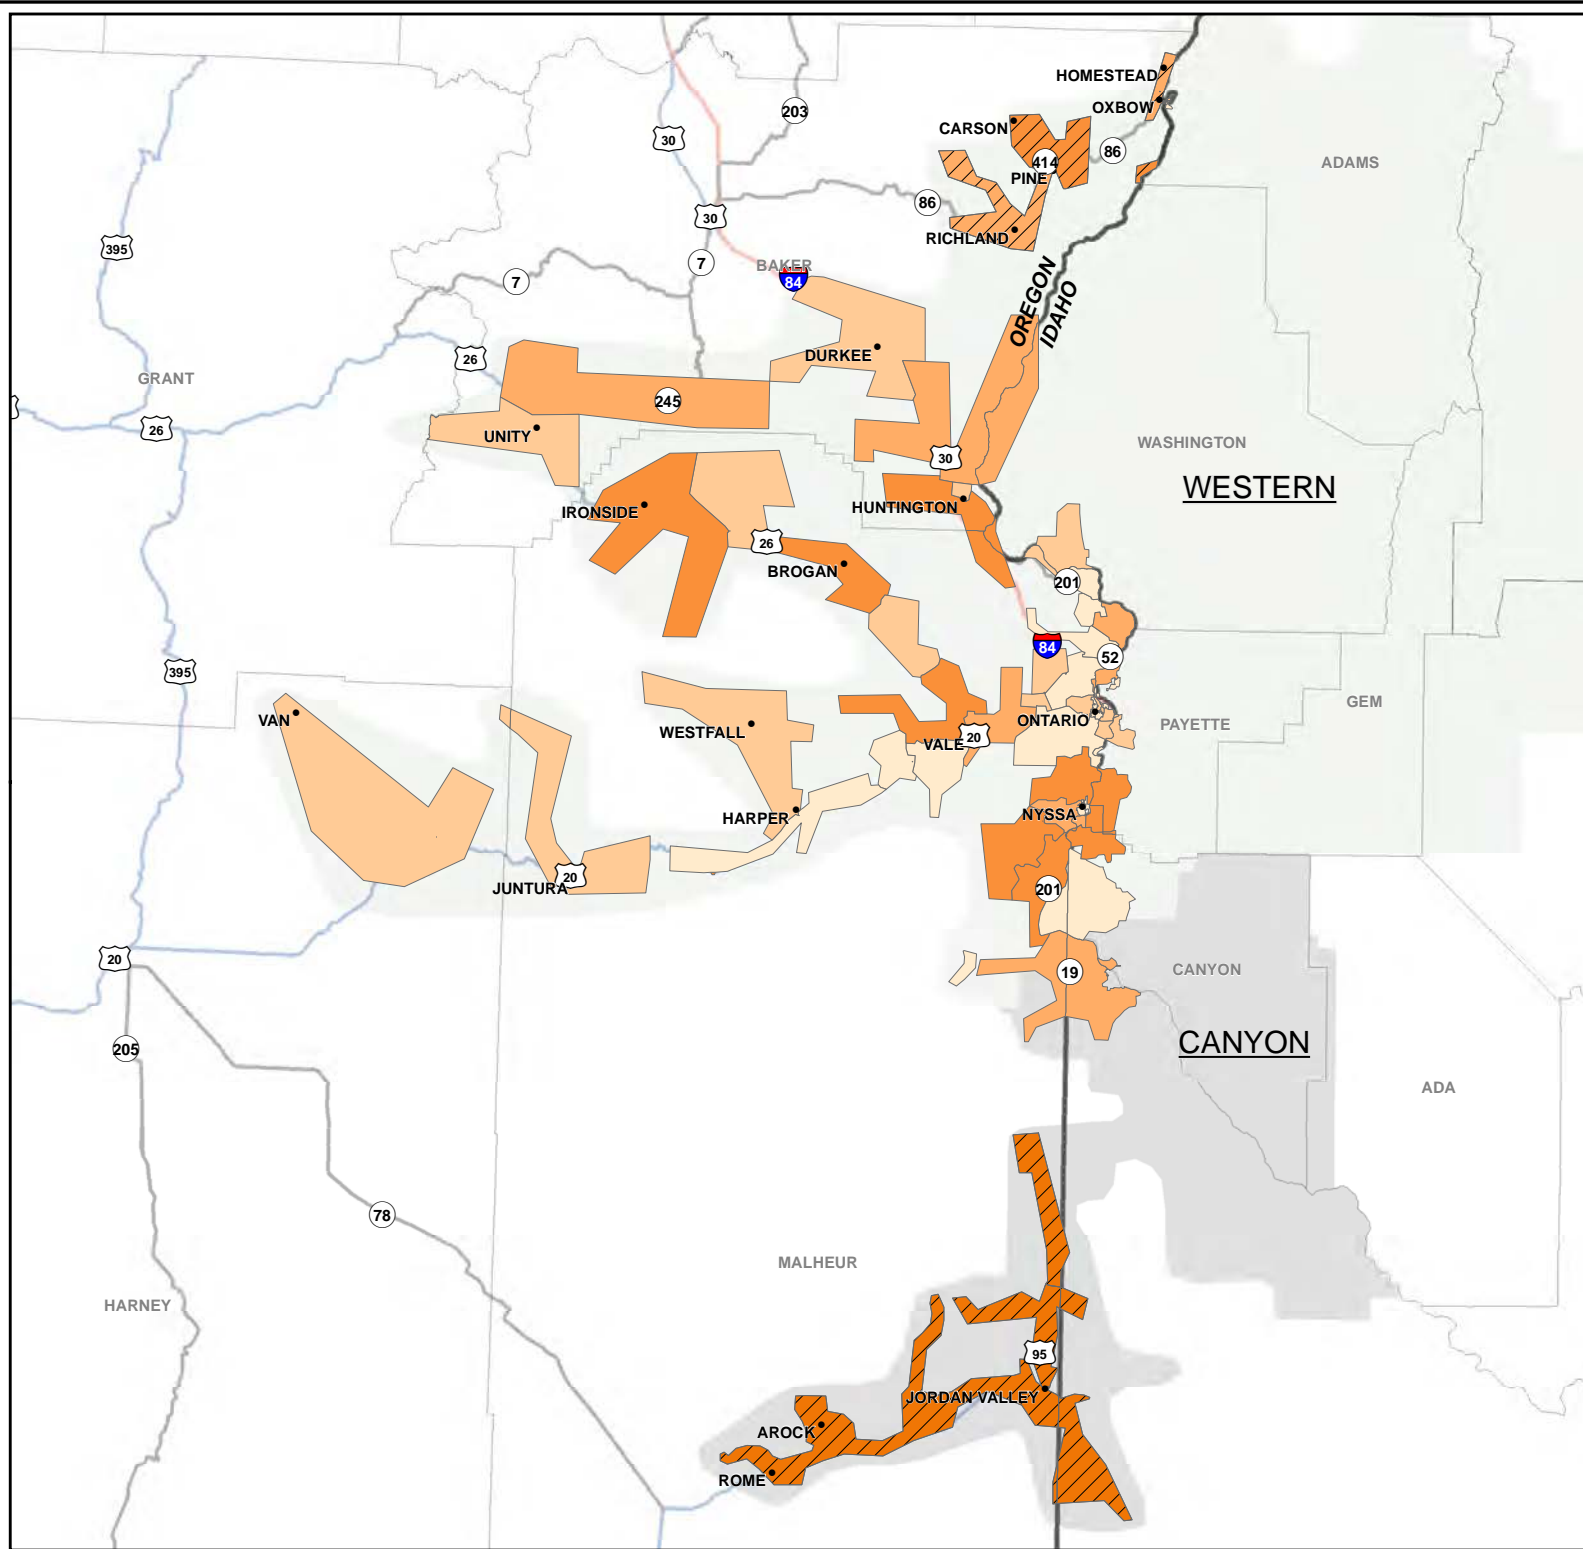 HOMESTEAD
OXBOW
203
30
CARSON
86
414
PINE
ADAMS
86
30
RICHLAND
395
7
BAKER
7
84
OREGON
IDAHO
DURKEE
26
GRANT
245
26
UNITY
WASHINGTON
30
WESTERN
HUNTINGTON
IRONSIDE
26
BROGAN
201
84
52
395
GEM
VAN
ONTARIO
PAYETTE
WESTFALL
20
VALE
HARPER
NYSSA
20
JUNTURA
201
20
19
CANYON
205
CANYON
ADA
78
MALHEUR
HARNEY
95
JORDAN VALLEY
AROCK
ROME